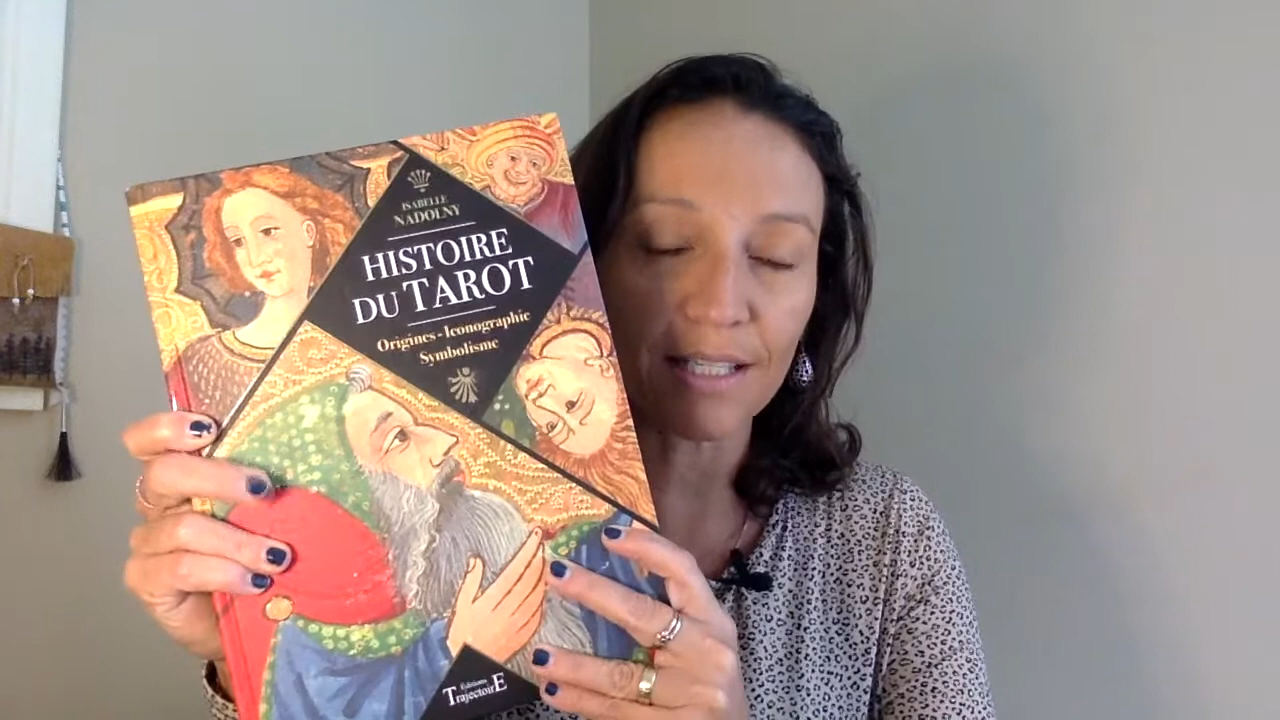 ISABELLE
NADOLNY
HISTOIRE
DU TAROT
Origines - Iconographie
Symbolisme
Éditions
TrajectoirE